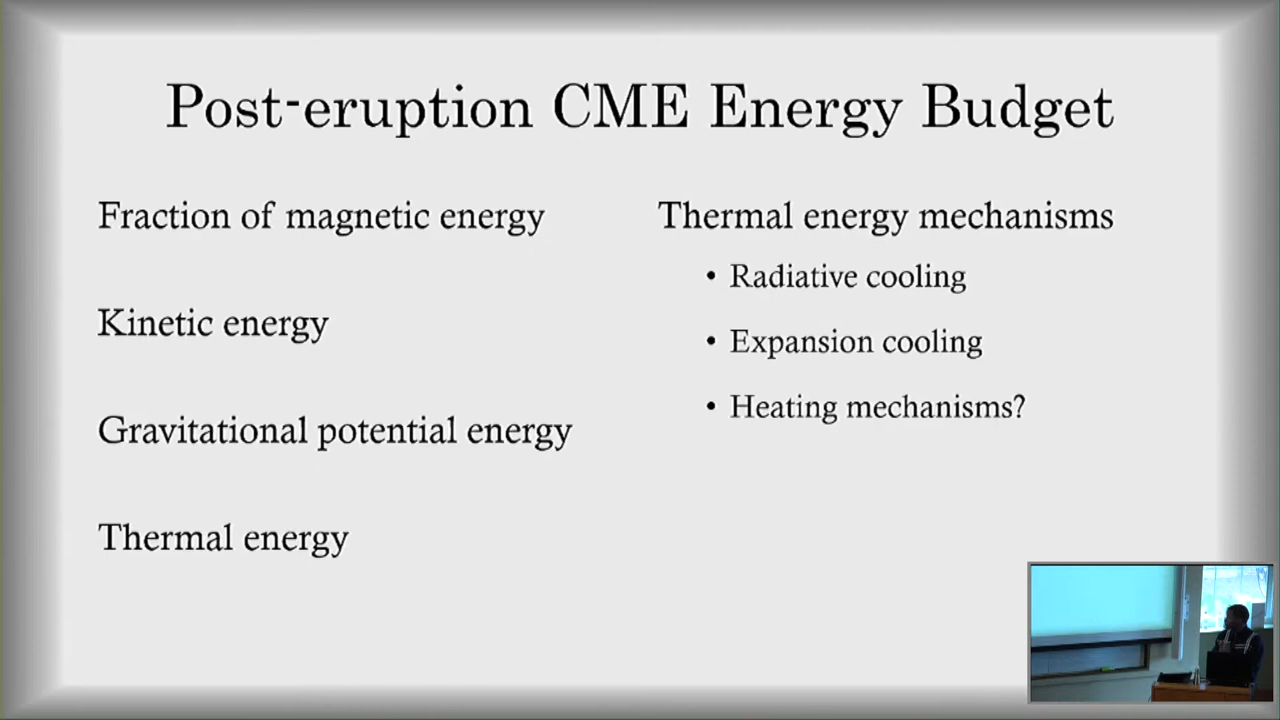 Post-eruption CME Energy Budget
Fraction of magnetic energy
Kinetic energy
Gravitational potential energy
Thermal energy
Thermal energy mechanisms
• Radiative cooling
• Expansion cooling
• Heating mechanisms?